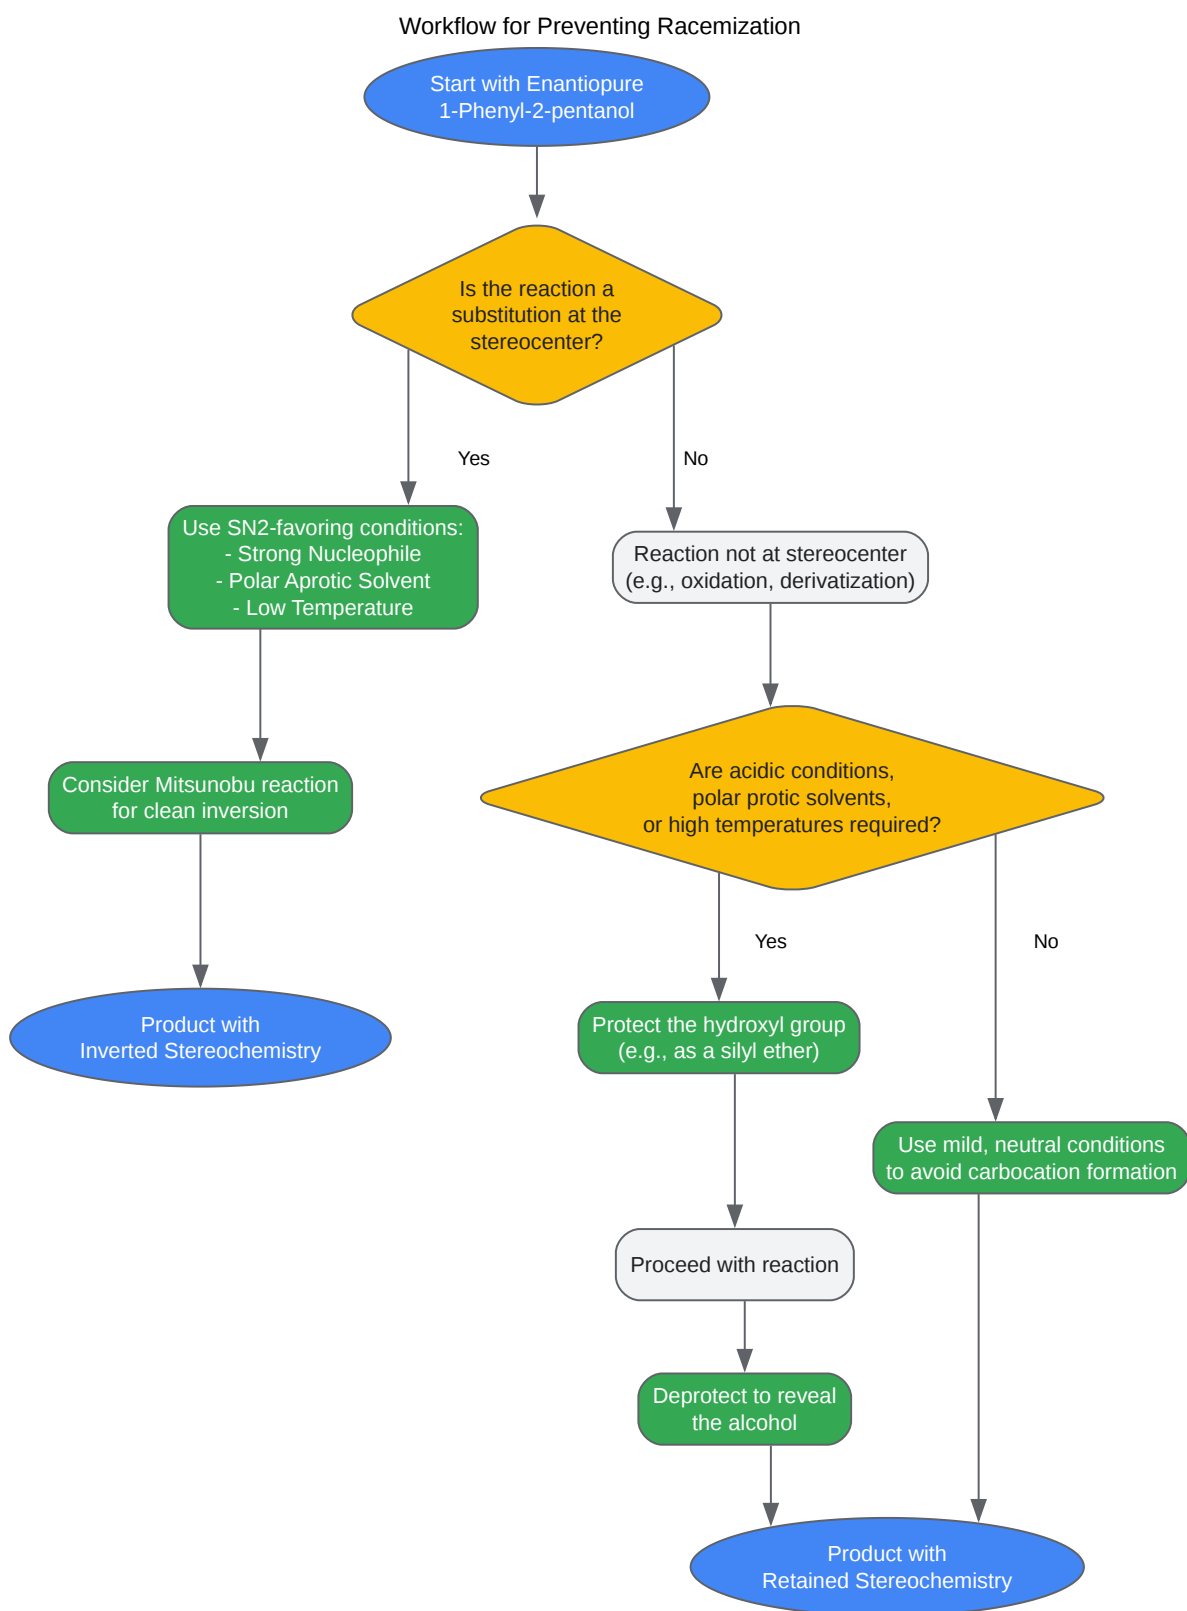 Workflow for Preventing Racemization
Start with Enantiopure
1-Phenyl-2-pentanol
Is the reaction a
substitution at the
stereocenter?
Yes
No
Use SN2-favoring conditions:
- Strong Nucleophile
- Polar Aprotic Solvent
- Low Temperature
Reaction not at stereocenter
(e.g., oxidation, derivatization)
Consider Mitsunobu reaction
for clean inversion
Are acidic conditions,
polar protic solvents,
or high temperatures required?
Yes
No
Product with
Inverted Stereochemistry
Protect the hydroxyl group
(e.g., as a silyl ether)
Use mild, neutral conditions
to avoid carbocation formation
Proceed with reaction
Deprotect to reveal
the alcohol
Product with
Retained Stereochemistry